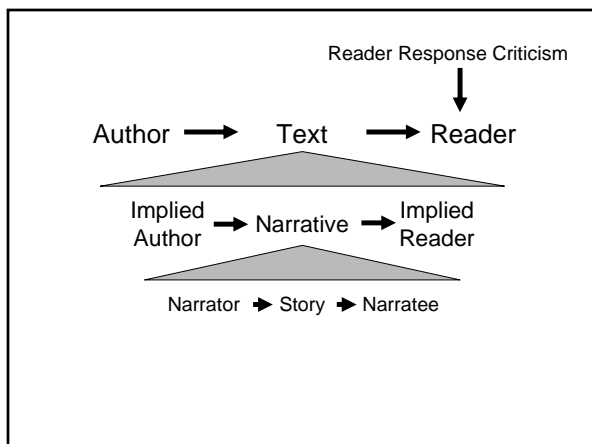 Reader Response Criticism
Author Text Reader
Implied Author Narrative Implied Reader
Narrator Story Narratee